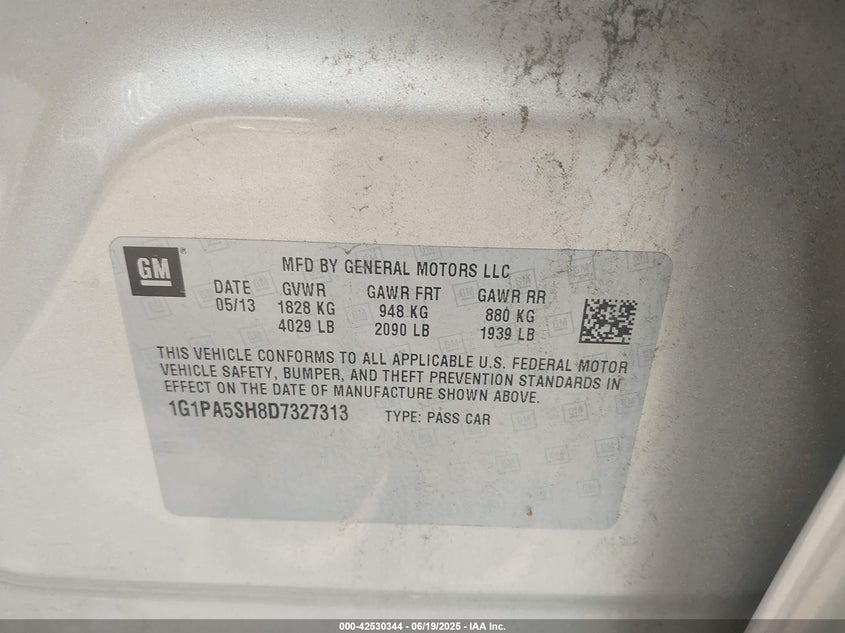 GM
MFD BY GENERAL MOTORS LLC
DATE GVWR GAWR FRT GAWR RR
05/13 1828 KG 948 KG 880 KG
4029 LB 2090 LB 1939 LB
THIS VEHICLE CONFORMS TO ALL APPLICABLE U.S. FEDERAL MOTOR
VEHICLE SAFETY, BUMPER, AND THEFT PREVENTION STANDARDS IN
EFFECT ON THE DATE OF MANUFACTURE SHOWN ABOVE.
1G1PA5SH8D7327313 TYPE: PASS CAR
000-42530344 - 06/19/2025 - IAA Inc.